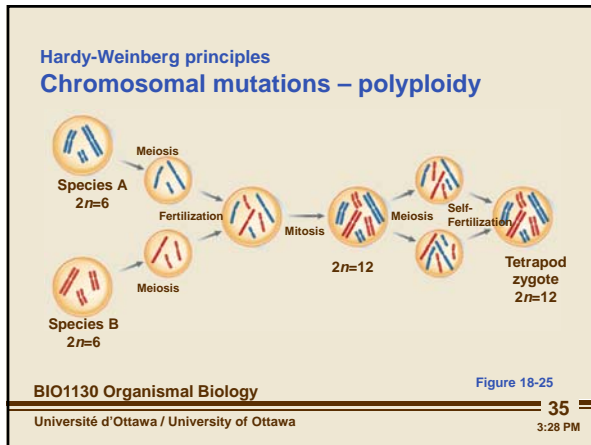 Hardy-Weinberg principles
Chromosomal mutations – polyploidy
Meiosis
Species A
2n=6
Fertilization
Mitosis
Meiosis
Self-
Fertilization
2n=12
Tetrapod
zygote
2n=12
Meiosis
Species B
2n=6
Figure 18-25
BIO1130 Organismal Biology
35
Université d'Ottawa / University of Ottawa
3:28 PM